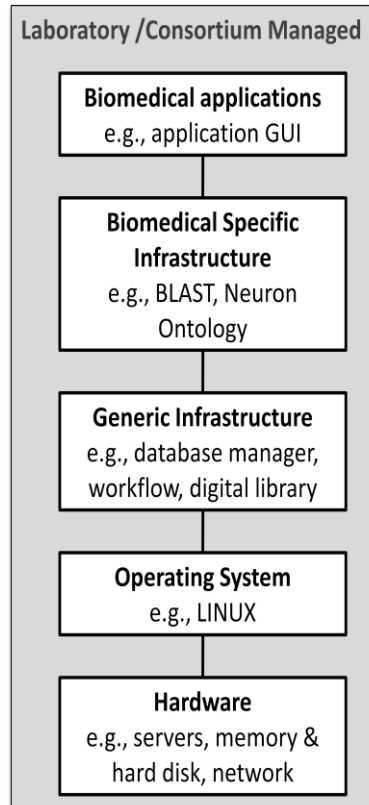 Laboratory /Consortium Managed
Biomedical applications
e.g., application GUI
Biomedical Specific
Infrastructure
e.g., BLAST, Neuron
Ontology
Generic Infrastructure
e.g., database manager,
workflow, digital library
Operating System
e.g., LINUX
Hardware
e.g., servers, memory &
hard disk, network